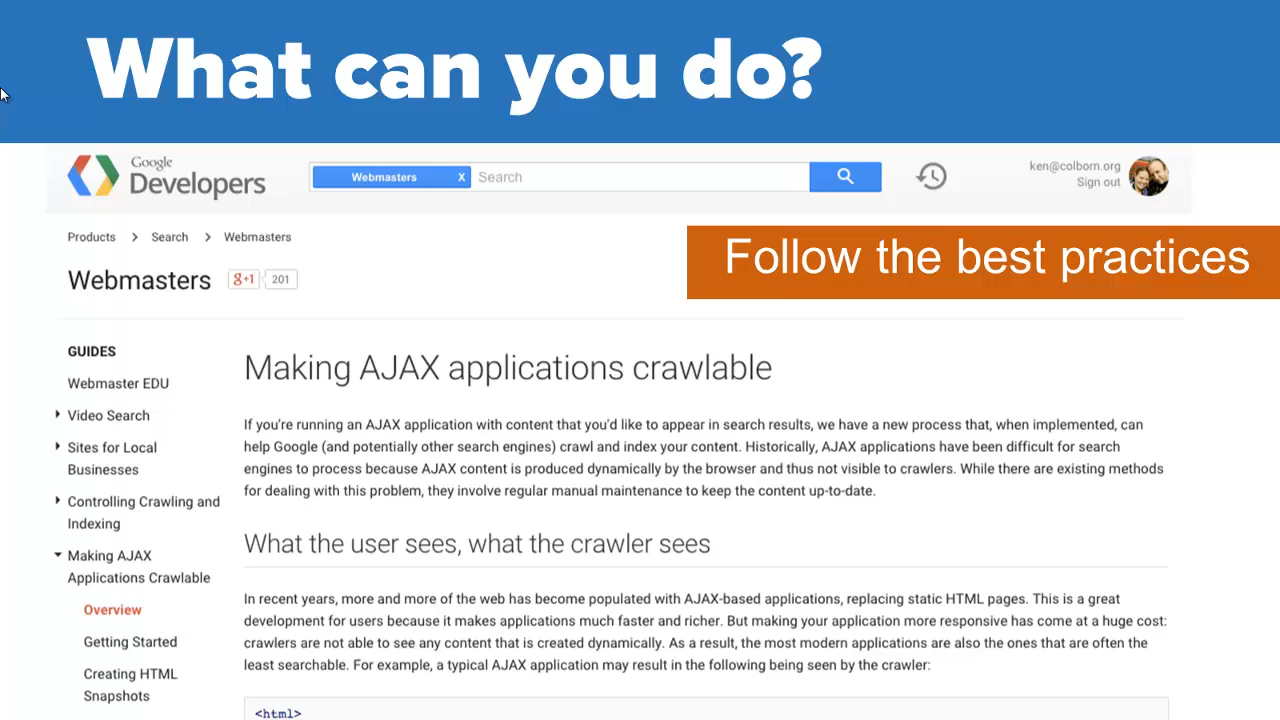 What can you do?
Google
Developers
Webmasters X Search
ken@colborn.org
Sign out
Products > Search > Webmasters
Follow the best practices
Webmasters g+1 201
GUIDES
Webmaster EDU
Video Search
Sites for Local
Businesses
Controlling Crawling and
Indexing
Making AJAX
Applications Crawlable
Overview
Getting Started
Creating HTML
Snapshots
Making AJAX applications crawlable
If you're running an AJAX application with content that you'd like to appear in search results, we have a new process that, when implemented, can
help Google (and potentially other search engines) crawl and index your content. Historically, AJAX applications have been difficult for search
engines to process because AJAX content is produced dynamically by the browser and thus not visible to crawlers. While there are existing methods
for dealing with this problem, they involve regular manual maintenance to keep the content up-to-date.
What the user sees, what the crawler sees
In recent years, more and more of the web has become populated with AJAX-based applications, replacing static HTML pages. This is a great
development for users because it makes applications much faster and richer. But making your application more responsive has come at a huge cost:
crawlers are not able to see any content that is created dynamically. As a result, the most modern applications are also the ones that are often the
least searchable. For example, a typical AJAX application may result in the following being seen by the crawler:
<html>